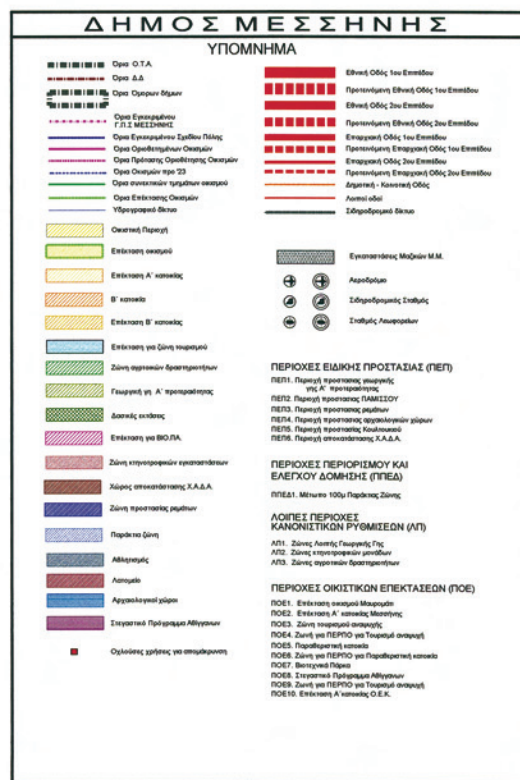 ΔΗΜΟΣ ΜΕΣΣΗΝΗΣ
ΥΠΟΜΝΗΜΑ
Όρια Ο.Τ.Α.
Όρια Δ.Δ
Όρια Όμορων δήμων
Όρια Εγκεκριμένου
Γ.Π.Σ ΜΕΣΣΗΝΗΣ
Όρια Εγκεκριμένου Σχεδίου Πόλης
Όρια Οριοθετημένων Οικισμών
Όρια Πρότασης Οριοθέτησης Οικισμών
Όρια Οικισμών προ '23
Όρια συνεκτικών τμημάτων οικισμού
Όρια Επέκτασης Οικισμών
Υδρογραφικό δίκτυο
Οικιστική Περιοχή
Επέκταση οικισμού
Επέκταση Α' κατοικίας
Β' κατοικία
Επέκταση Β' κατοικίας
Επέκταση για ζώνη τουρισμού
Ζώνη αγροτικών δραστηριοτήτων
Γεωργική γη Α' προτεραιότητας
Δασικές εκτάσεις
Επέκταση για ΒΙΟ.ΠΑ.
Ζώνη κτηνοτροφικών εγκαταστάσεων
Χώρος αποκατάστασης Χ.Α.Δ.Α.
Ζώνη προστασίας ρεμάτων
Παράκτια ζώνη
Αθλητισμός
Λατομείο
Αρχαιολογικοί χώροι
Στεγαστικό Πρόγραμμα Αθίγγανων
Οχλούσες χρήσεις για απομάκρυνση
Εθνική Οδός 1ου Επιπέδου
Προτεινόμενη Εθνική Οδός 1ου Επιπέδου
Εθνική Οδός 2ου Επιπέδου
Προτεινόμενη Εθνική Οδός 2ου Επιπέδου
Επαρχιακή Οδός 1ου Επιπέδου
Προτεινόμενη Επαρχιακή Οδός 1ου Επιπέδου
Επαρχιακή Οδός 2ου Επιπέδου
Προτεινόμενη Επαρχιακή Οδός 2ου Επιπέδου
Δημοτική - Κοινοτική Οδός
Λοιποί οδοί
Σιδηροδρομικό δίκτυο
Εγκαταστάσεις Μαζικών Μ.Μ.
Αεροδρόμιο
Σιδηροδρομικός Σταθμός
Σταθμός Λεωφορείων
ΠΕΡΙΟΧΕΣ ΕΙΔΙΚΗΣ ΠΡΟΣΤΑΣΙΑΣ (ΠΕΠ)
ΠΕΠ1. Περιοχή προστασίας γεωργικής
γης Α' προτεραιότητας
ΠΕΠ2. Περιοχή προστασίας ΠΑΜΙΣΣΟΥ
ΠΕΠ3. Περιοχή προστασίας ρεμάτων
ΠΕΠ4. Περιοχή προστασίας αρχαιολογικών χώρων
ΠΕΠ5. Περιοχή προστασίας Κουλτουκιού
ΠΕΠ6. Περιοχή αποκατάστασης Χ.Α.Δ.Α.
ΠΕΡΙΟΧΕΣ ΠΕΡΙΟΡΙΣΜΟΥ ΚΑΙ
ΕΛΕΓΧΟΥ ΔΟΜΗΣΗΣ (ΠΠΕΔ)
ΠΠΕΔ1. Μέτωπο 100μ Παράκτιας Ζώνης
ΛΟΙΠΕΣ ΠΕΡΙΟΧΕΣ
ΚΑΝΟΝΙΣΤΙΚΗΣ ΡΥΘΜΙΣΕΩΝ (ΛΠ)
ΛΠ1. Ζώνες Λοιπής Γεωργικής Γης
ΛΠ2. Ζώνες κτηνοτροφικών μονάδων
ΛΠ3. Ζώνες αγροτικών δραστηριοτήτων
ΠΕΡΙΟΧΕΣ ΟΙΚΙΣΤΙΚΩΝ ΕΠΕΚΤΑΣΕΩΝ (ΠΟΕ)
ΠΟΕ1. Επέκταση οικισμού Μαυρομάτι
ΠΟΕ2. Επέκταση Α' κατοικίας Μεσσήνης
ΠΟΕ3. Ζώνη τουρισμού αναψυχής
ΠΟΕ4. Ζωνή για ΠΕΡΠΟ για Τουρισμό αναψυχή
ΠΟΕ5. Παραθεριστική κατοικία
ΠΟΕ6. Ζώνη για ΠΕΡΠΟ για Παραθεριστική κατοικία
ΠΟΕ7. Βιοτεχνικά Πάρκα
ΠΟΕ8. Στεγαστικό Πρόγραμμα Αθίγγανων
ΠΟΕ9. Ζωνή για ΠΕΡΠΟ για Τουρισμό αναψυχή
ΠΟΕ10. Επέκταση Α'κατοικίας Ο.Ε.Κ.